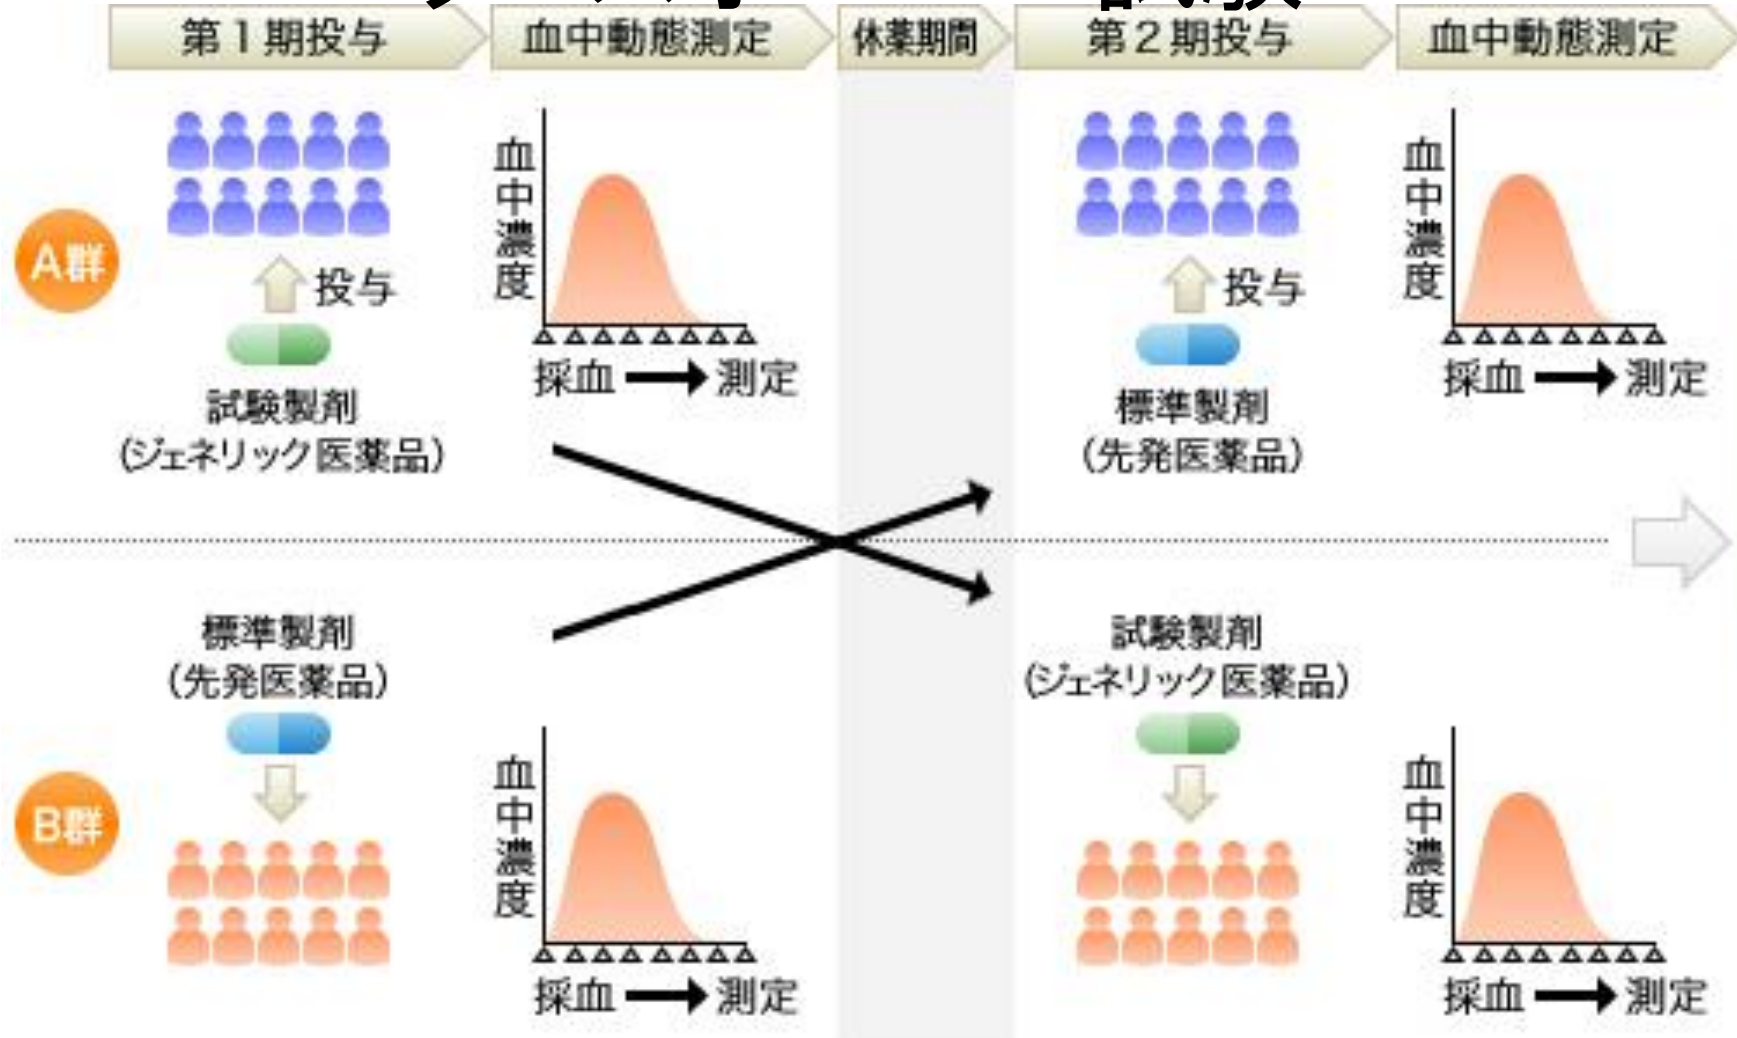 第1期投与
血中動態測定
休薬期間
第2期投与
血中動態測定
A群
投与
試験製剤
(ジェネリック医薬品)
血中濃度
採血 → 測定
投与
標準製剤
(先発医薬品)
血中濃度
採血 → 測定
B群
標準製剤
(先発医薬品)
血中濃度
採血 → 測定
試験製剤
(ジェネリック医薬品)
血中濃度
採血 → 測定